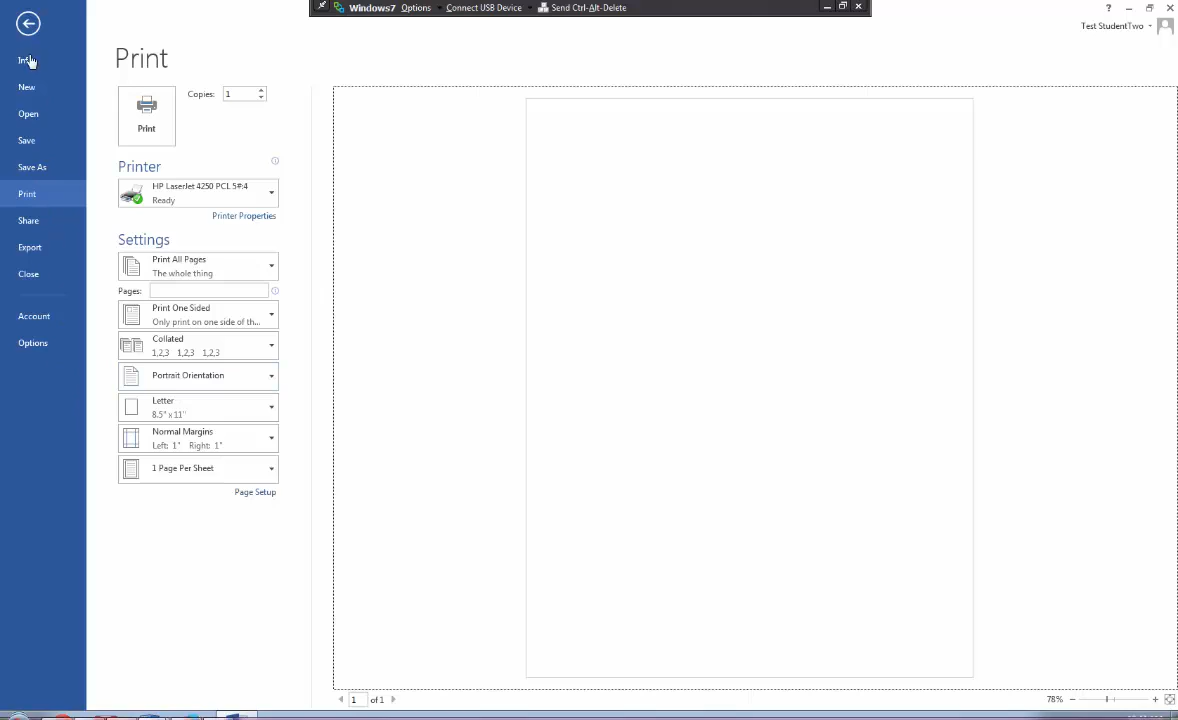 Windows7 Options Connect USB Device Send Ctrl-Alt-Delete
?
Test StudentTwo
New
Open
Save
Save As
Print
Share
Export
Close
Account
Options
Print
Print
Copies: 1
Printer
HP LaserJet 4250 PCL 5#:4
Ready
Printer Properties
Settings
Print All Pages
The whole thing
Pages:
Print One Sided
Only print on one side of th...
Collated
1,2,3 1,2,3 1,2,3
Portrait Orientation
Letter
8.5" x 11"
Normal Margins
Left: 1" Right: 1"
1 Page Per Sheet
Page Setup
1 of 1
78%